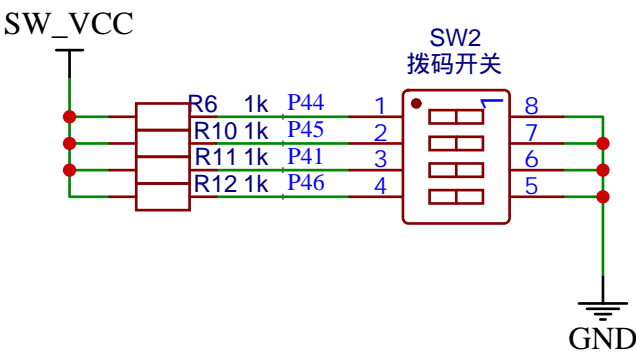 SW_VCC
SW2
拨码开关
R6 1k P44 1 1 8
R10 1k P45 2 7
R11 1k P41 3 6
R12 1k P46 4 5
GND